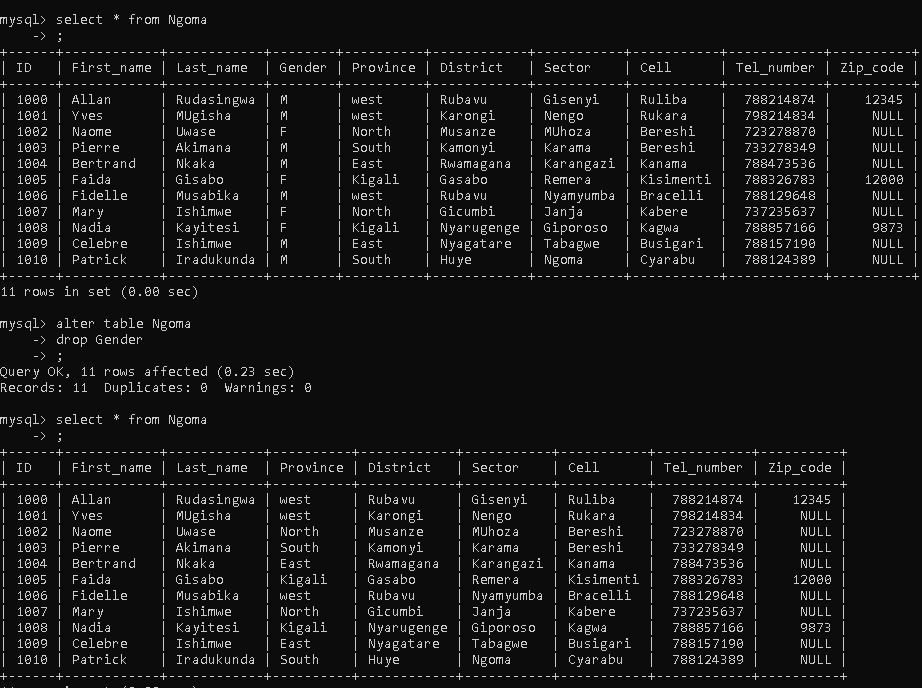 mysql> select * from Ngoma
    -> ;
+------+------------+------------+--------+----------+------------+-----------+-----------+------------+----------+
| ID   | First_name | Last_name  | Gender | Province | District   | Sector    | Cell      | Tel_number | Zip_code |
+------+------------+------------+--------+----------+------------+-----------+-----------+------------+----------+
| 1000 | Allan      | Rudasingwa | M      | west     | Rubavu     | Gisenyi   | Ruliba    |  788214874 |    12345 |
| 1001 | Yves       | MUgisha    | M      | west     | Karongi    | Nengo     | Rukara    |  798214834 |     NULL |
| 1002 | Naome      | Uwase      | F      | North    | Musanze    | MUhoza    | Bereshi   |  723278870 |     NULL |
| 1003 | Pierre     | Akimana    | M      | South    | Kamonyi    | Karama    | Bereshi   |  733278349 |     NULL |
| 1004 | Bertrand   | Nkaka      | M      | East     | Rwamagana  | Karangazi | Kanama    |  788473536 |     NULL |
| 1005 | Faida      | Gisabo     | F      | Kigali   | Gasabo     | Remera    | Kisimenti |  788326783 |    12000 |
| 1006 | Fidelle    | Musabika   | M      | west     | Rubavu     | Nyamyumba | Bracelli  |  788129648 |     NULL |
| 1007 | Mary       | Ishimwe    | F      | North    | Gicumbi    | Janja     | Kabere    |  737235637 |     NULL |
| 1008 | Nadia      | Kayitesi   | F      | Kigali   | Nyarugenge | Giporoso  | Kagwa     |  788857166 |     9873 |
| 1009 | Celebre    | Ishimwe    | M      | East     | Nyagatare  | Tabagwe   | Busigari  |  788157190 |     NULL |
| 1010 | Patrick    | Iradukunda | M      | South    | Huye       | Ngoma     | Cyarabu   |  788124389 |     NULL |
+------+------------+------------+--------+----------+------------+-----------+-----------+------------+----------+
11 rows in set (0.00 sec)
mysql> alter table Ngoma
    -> drop Gender
    -> ;
Query OK, 11 rows affected (0.23 sec)
Records: 11  Duplicates: 0  Warnings: 0
mysql> select * from Ngoma
    -> ;
+------+------------+------------+----------+------------+-----------+-----------+------------+----------+
| ID   | First_name | Last_name  | Province | District   | Sector    | Cell      | Tel_number | Zip_code |
+------+------------+------------+----------+------------+-----------+-----------+------------+----------+
| 1000 | Allan      | Rudasingwa | west     | Rubavu     | Gisenyi   | Ruliba    |  788214874 |    12345 |
| 1001 | Yves       | MUgisha    | west     | Karongi    | Nengo     | Rukara    |  798214834 |     NULL |
| 1002 | Naome      | Uwase      | North    | Musanze    | MUhoza    | Bereshi   |  723278870 |     NULL |
| 1003 | Pierre     | Akimana    | South    | Kamonyi    | Karama    | Bereshi   |  733278349 |     NULL |
| 1004 | Bertrand   | Nkaka      | East     | Rwamagana  | Karangazi | Kanama    |  788473536 |     NULL |
| 1005 | Faida      | Gisabo     | Kigali   | Gasabo     | Remera    | Kisimenti |  788326783 |    12000 |
| 1006 | Fidelle    | Musabika   | west     | Rubavu     | Nyamyumba | Bracelli  |  788129648 |     NULL |
| 1007 | Mary       | Ishimwe    | North    | Gicumbi    | Janja     | Kabere    |  737235637 |     NULL |
| 1008 | Nadia      | Kayitesi   | Kigali   | Nyarugenge | Giporoso  | Kagwa     |  788857166 |     9873 |
| 1009 | Celebre    | Ishimwe    | East     | Nyagatare  | Tabagwe   | Busigari  |  788157190 |     NULL |
| 1010 | Patrick    | Iradukunda | South    | Huye       | Ngoma     | Cyarabu   |  788124389 |     NULL |
+------+------------+------------+----------+------------+-----------+-----------+------------+----------+